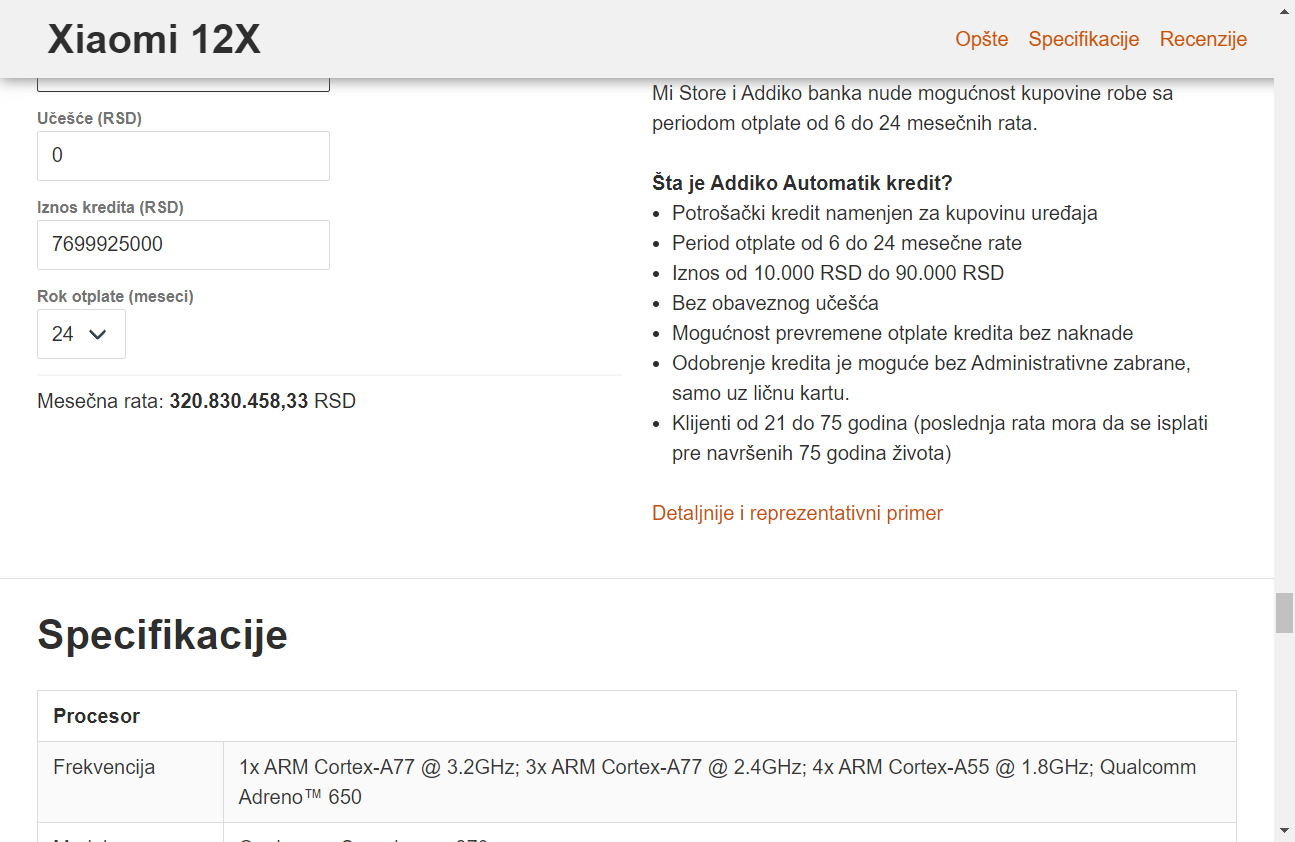 Xiaomi 12X
Opšte Specifikacije Recenzije
Učešće (RSD)
0
Iznos kredita (RSD)
7699925000
Rok otplate (meseci)
24
Mesečna rata: 320.830.458,33 RSD
Mi Store i Addiko banka nude mogućnost kupovine robe sa
periodom otplate od 6 do 24 mesečnih rata.
Šta je Addiko Automatik kredit?
• Potrošački kredit namenjen za kupovinu uređaja
• Period otplate od 6 do 24 mesečne rate
• Iznos od 10.000 RSD do 90.000 RSD
• Bez obaveznog učešća
• Mogućnost prevremene otplate kredita bez naknade
• Odobrenje kredita je moguće bez Administrativne zabrane,
samo uz ličnu kartu.
• Klijenti od 21 do 75 godina (poslednja rata mora da se isplati
pre navršenih 75 godina života)
Detaljnije i reprezentativni primer
Specifikacije
Procesor
Frekvencija
1x ARM Cortex-A77 @ 3.2GHz; 3x ARM Cortex-A77 @ 2.4GHz; 4x ARM Cortex-A55 @ 1.8GHz; Qualcomm
Adreno™ 650